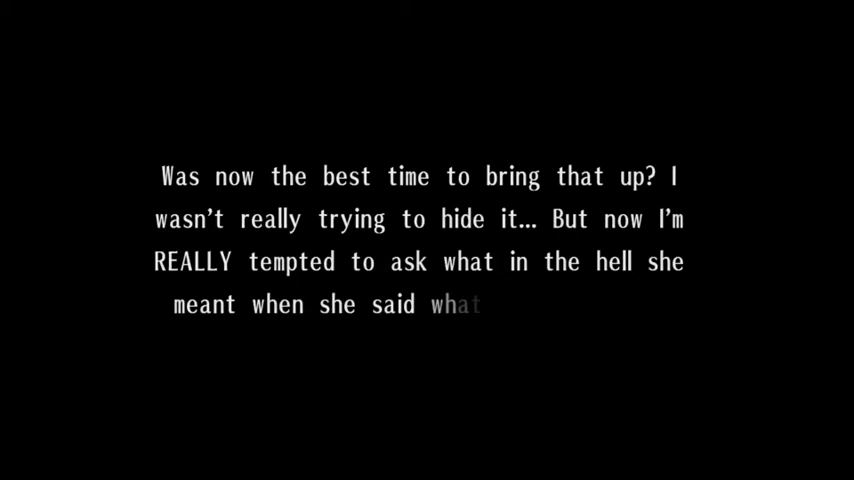 Was now the best time to bring that up? I
wasn't really trying to hide it... But now I'm
REALLY tempted to ask what in the hell she
meant when she said what